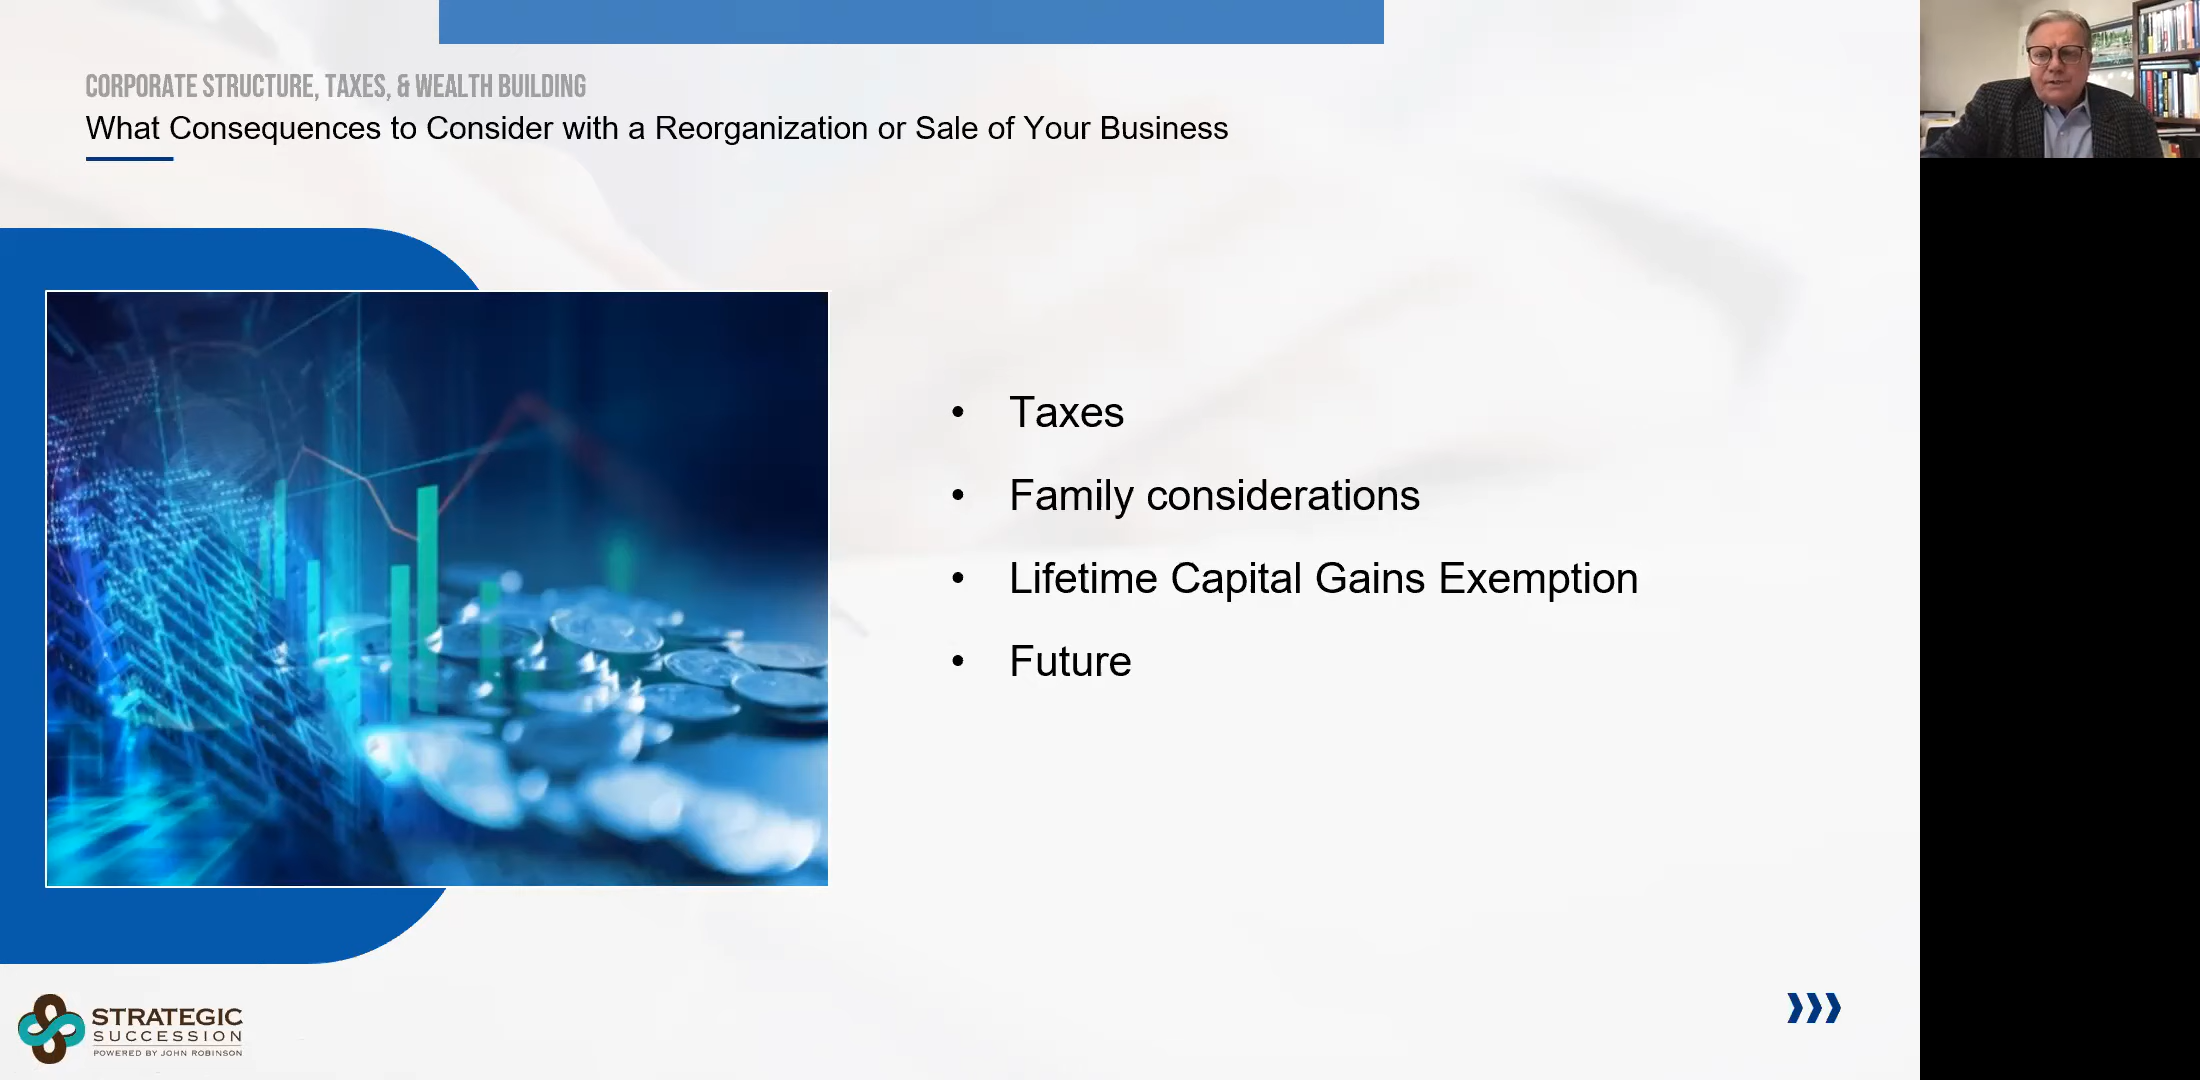 CORPORATE STRUCTURE, TAXES, & WEALTH BUILDING
What Consequences to Consider with a Reorganization or Sale of Your Business
• Taxes
• Family considerations
• Lifetime Capital Gains Exemption
• Future
STRATEGIC
SUCCESSION
POWERED BY JOHN ROBINSON